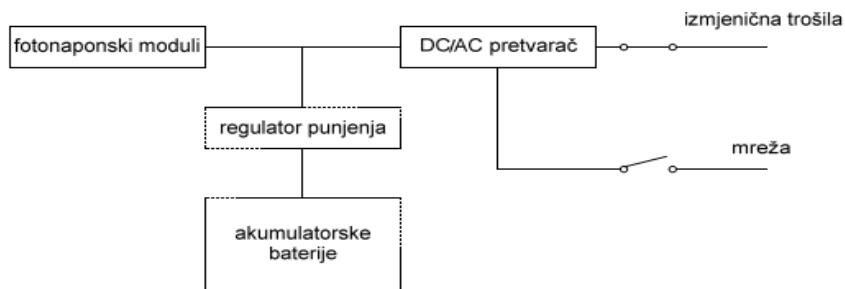 izmjenična trošila
fotonaponski moduli
DC/AC pretvarač
regulator punjenja
mreža
akumulatorske
baterije